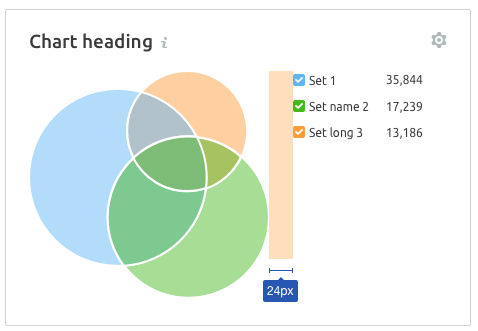 Chart heading i
Set 1 35,844
Set name 2 17,239
Set long 3 13,186
24px